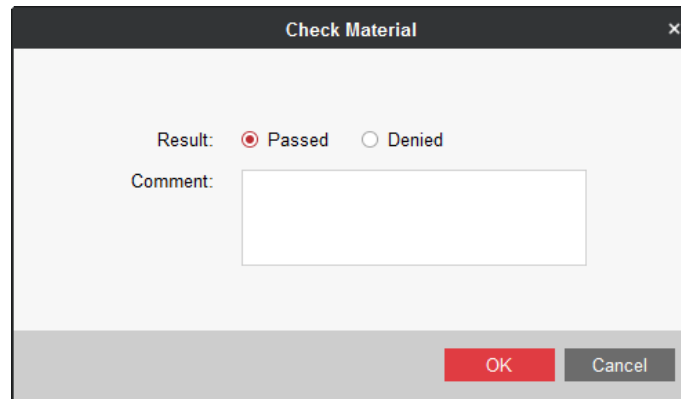 Check Material ×
Result: Passed Denied
Comment:
OK Cancel